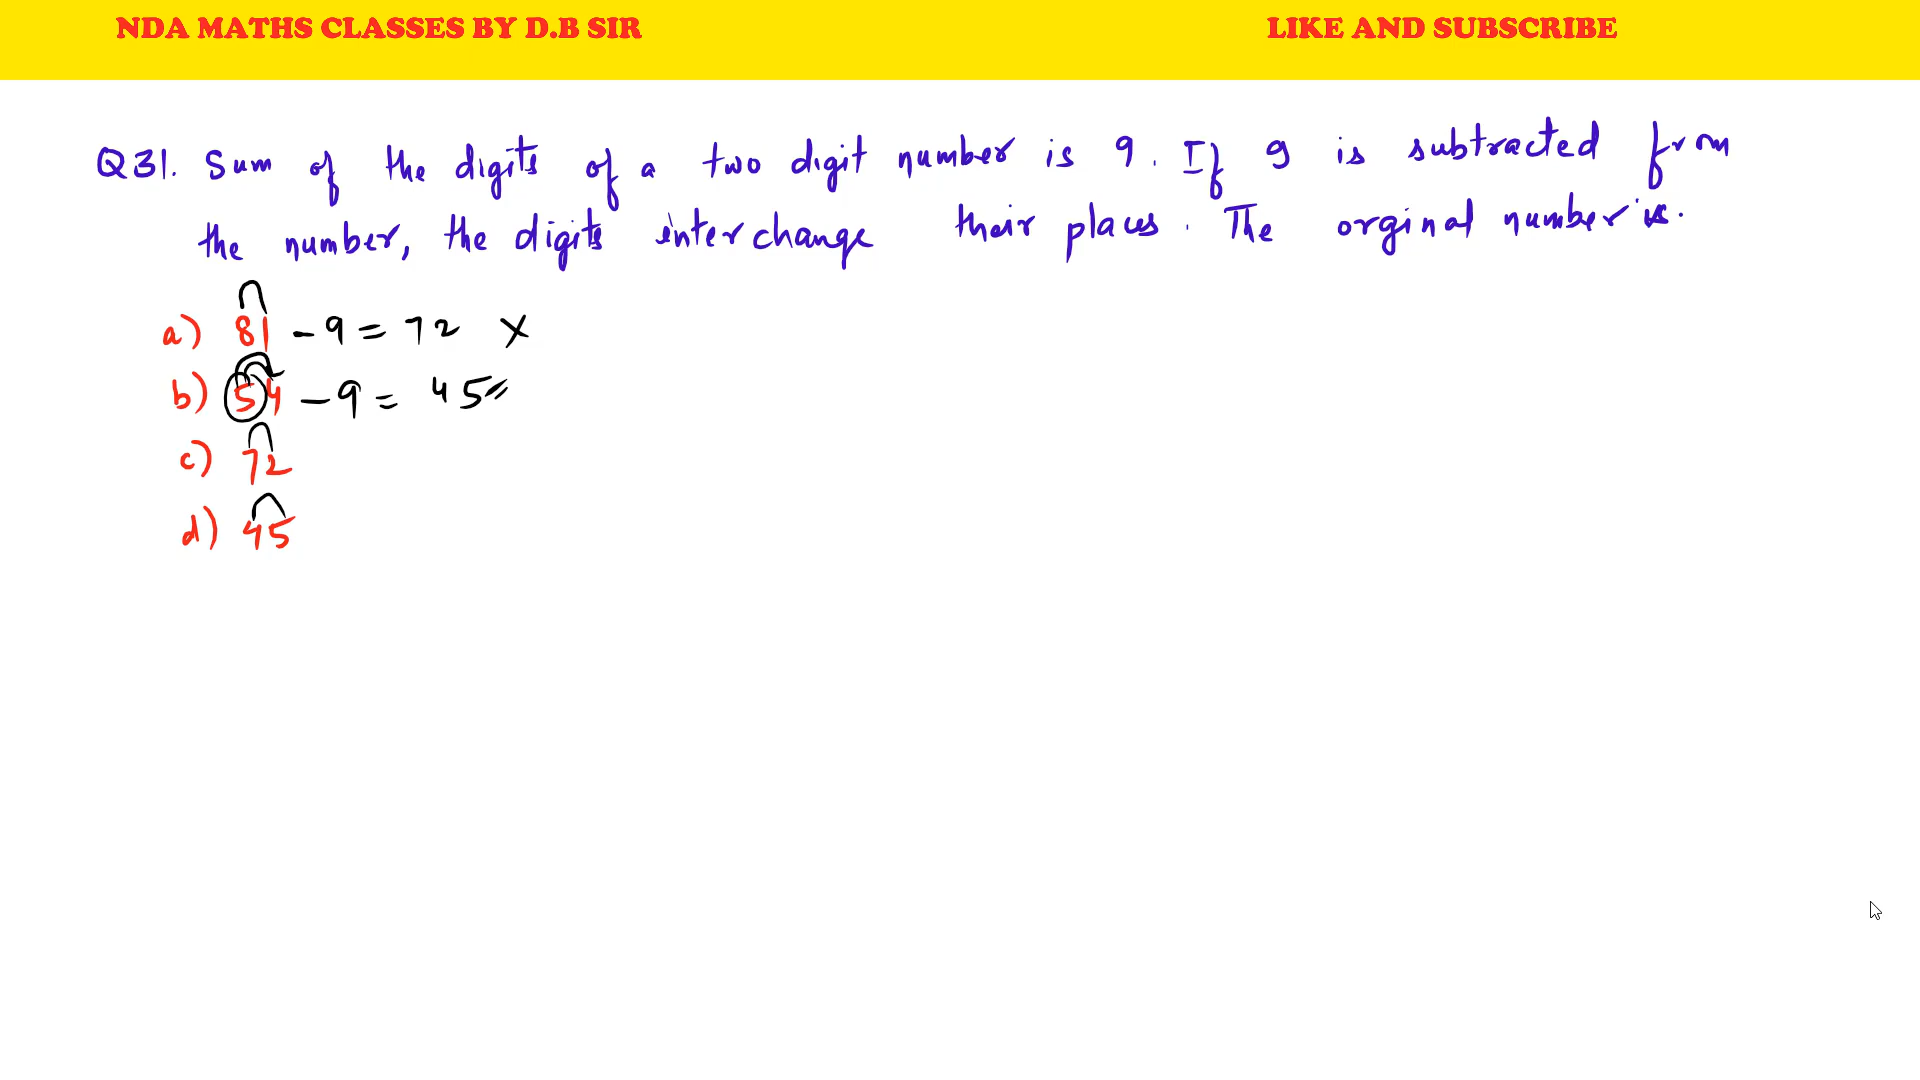 NDA MATHS CLASSES BY D.B SIR LIKE AND SUBSCRIBE
Q31. Sum of the digits of a two digit number is 9. If 9 is subtracted from
the number, the digits interchange their places. The orginal number is.
a) 81 - 9 = 72 X
b) 54 - 9 = 45
c) 72
d) 45